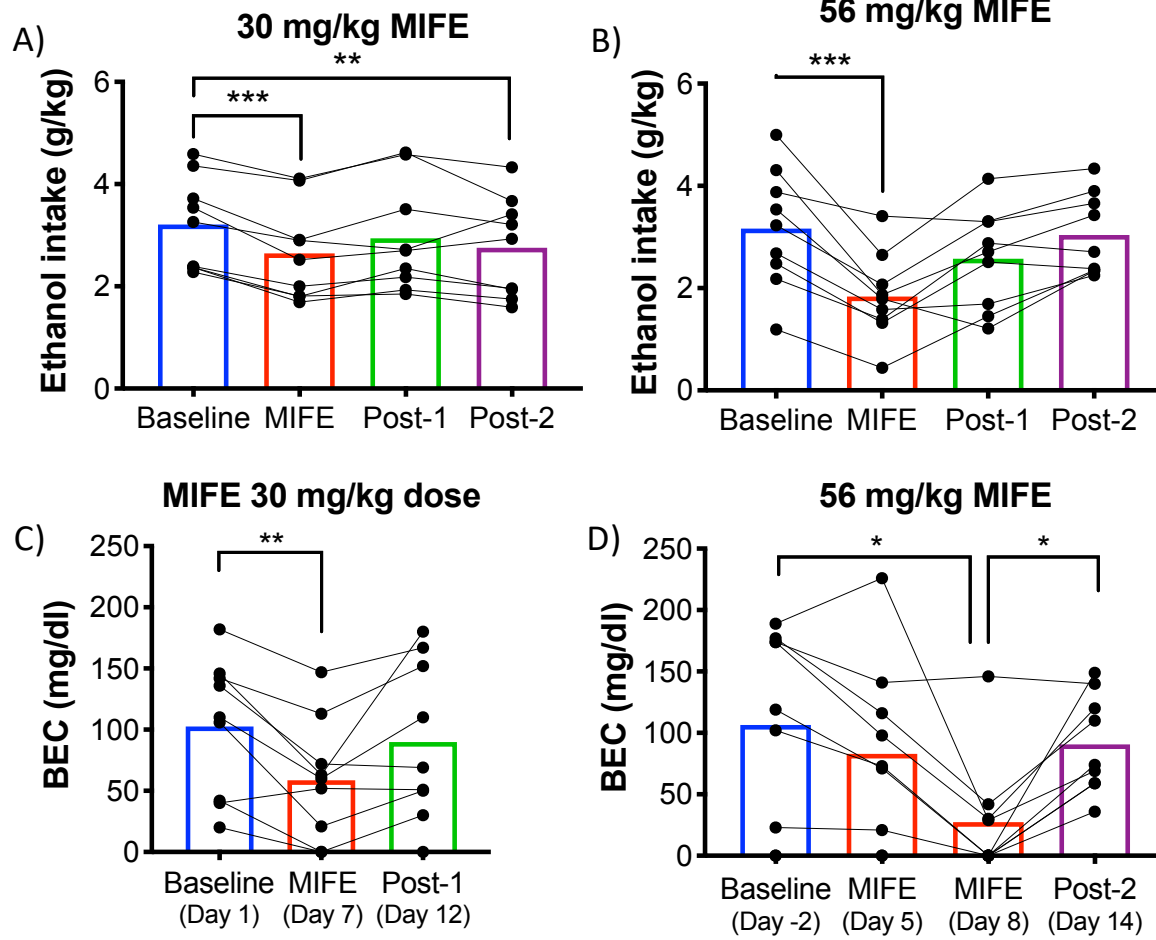 A)
30 mg/kg MIFE
**
***
Ethanol intake (g/kg)
6
4
2
0
Baseline MIFE Post-1 Post-2
B)
56 mg/kg MIFE
***
Ethanol intake (g/kg)
6
4
2
0
Baseline MIFE Post-1 Post-2
C)
MIFE 30 mg/kg dose
**
BEC (mg/dl)
250
200
150
100
50
0
Baseline MIFE Post-1
(Day 1) (Day 7) (Day 12)
D)
56 mg/kg MIFE
* *
BEC (mg/dl)
250
200
150
100
50
0
Baseline MIFE MIFE Post-2
(Day -2) (Day 5) (Day 8) (Day 14)